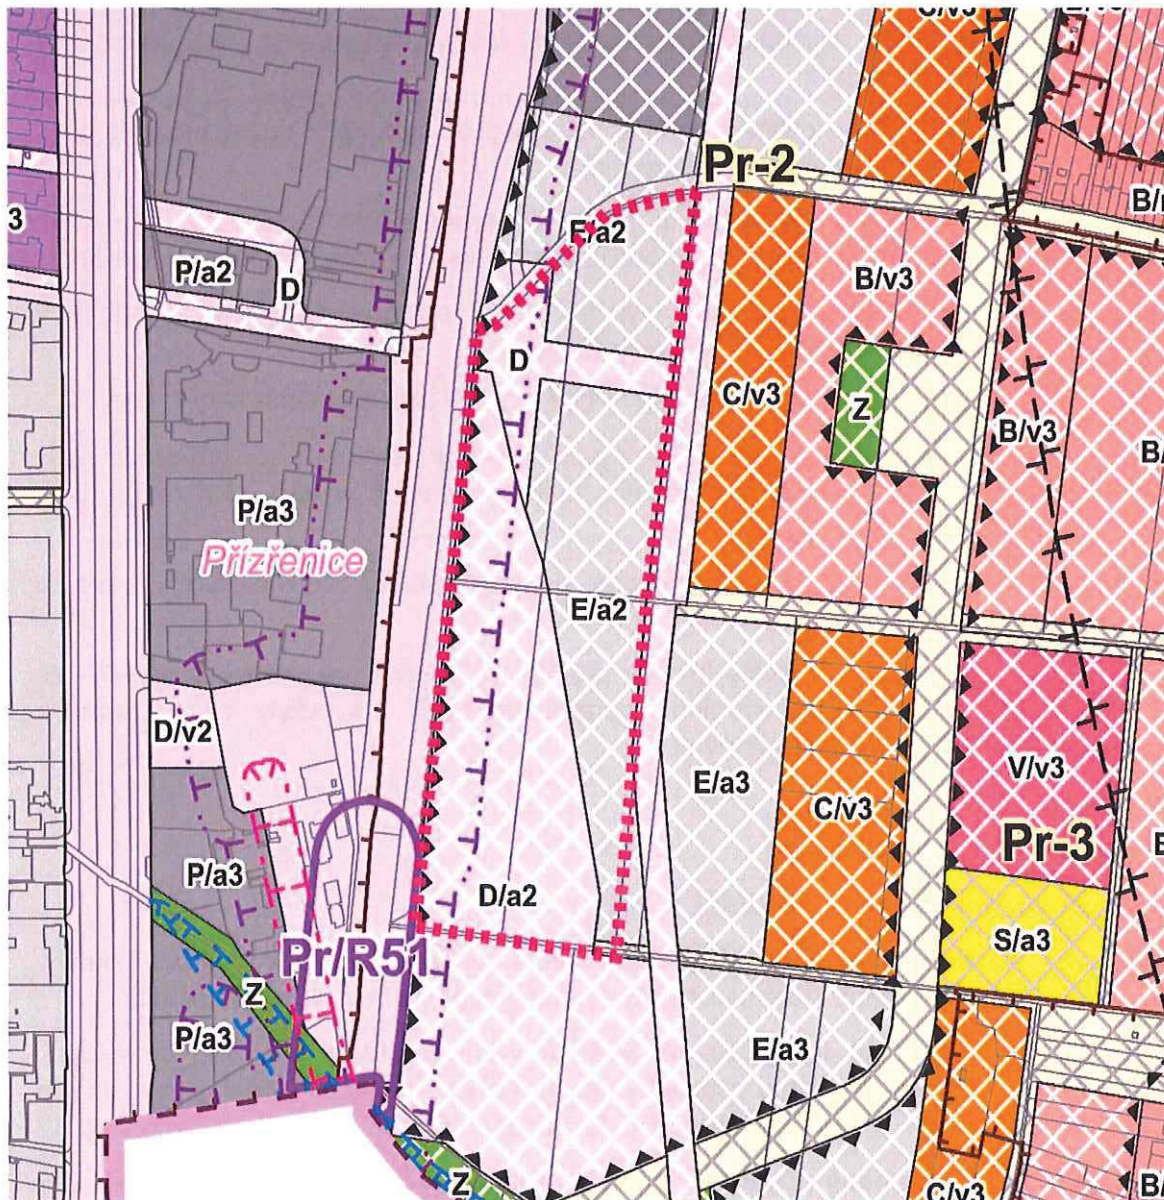 C/v3
Pr-2
3
E/a2
P/a2
D
B/v3
D
C/v3
Z
B/v3
P/a3
Přízřenice
E/a2
D/v2
E/a3
C/v3
V/v3
Pr-3
P/a3
D/a2
S/a3
Pr/R51
Z
P/a3
E/a3
Z
C/v3